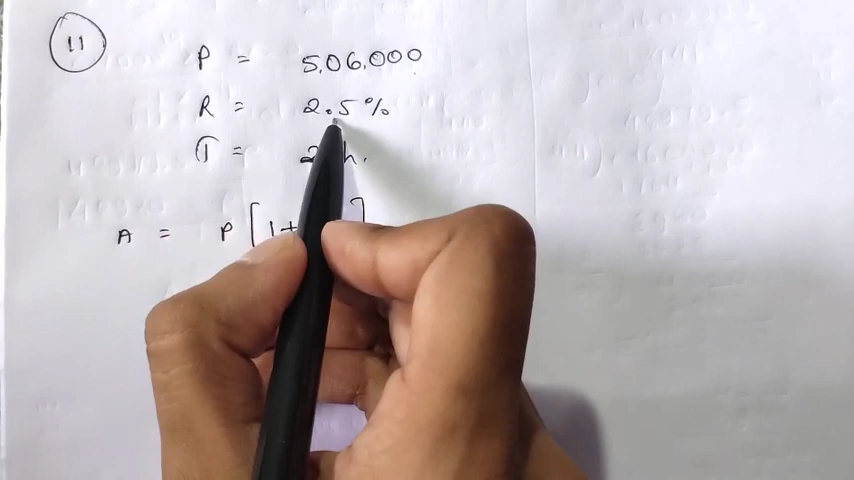 11
P = 5,06,000
R = 2.5%
T = 2 h.
A = P [1+ ]